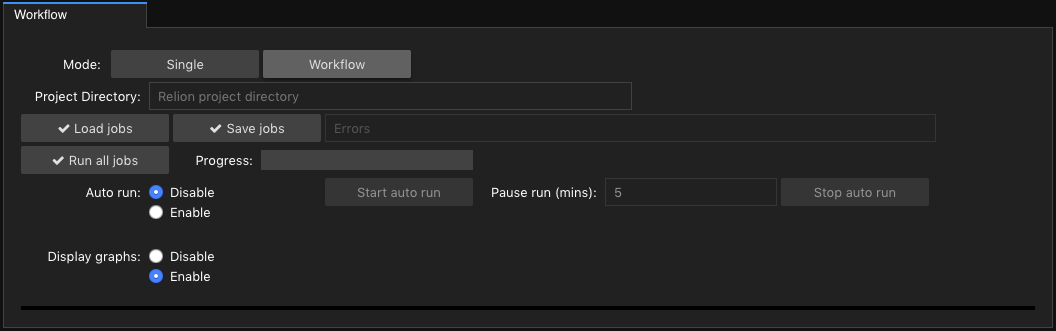 Workflow
Mode: Single Workflow
Project Directory: Relion project directory
Load jobs Save jobs Errors
Run all jobs Progress:
Auto run: Disable Start auto run Pause run (mins): 5 Stop auto run
Enable
Display graphs: Disable
Enable